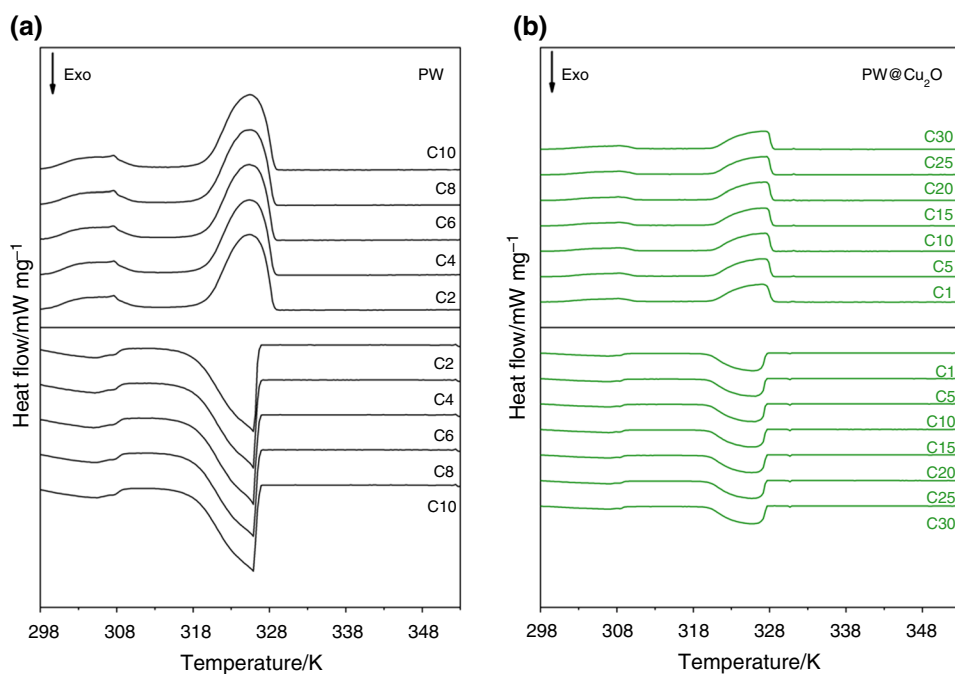 (a)
Exo
PW
C10
C8
C6
C4
C2
C2
C4
C6
C8
C10
Heat flow/mW mg⁻¹
298
308
318
328
338
348
Temperature/K
(b)
Exo
PW@Cu₂O
C30
C25
C20
C15
C10
C5
C1
C1
C5
C10
C15
C20
C25
C30
Heat flow/mW mg⁻¹
298
308
318
328
338
348
Temperature/K